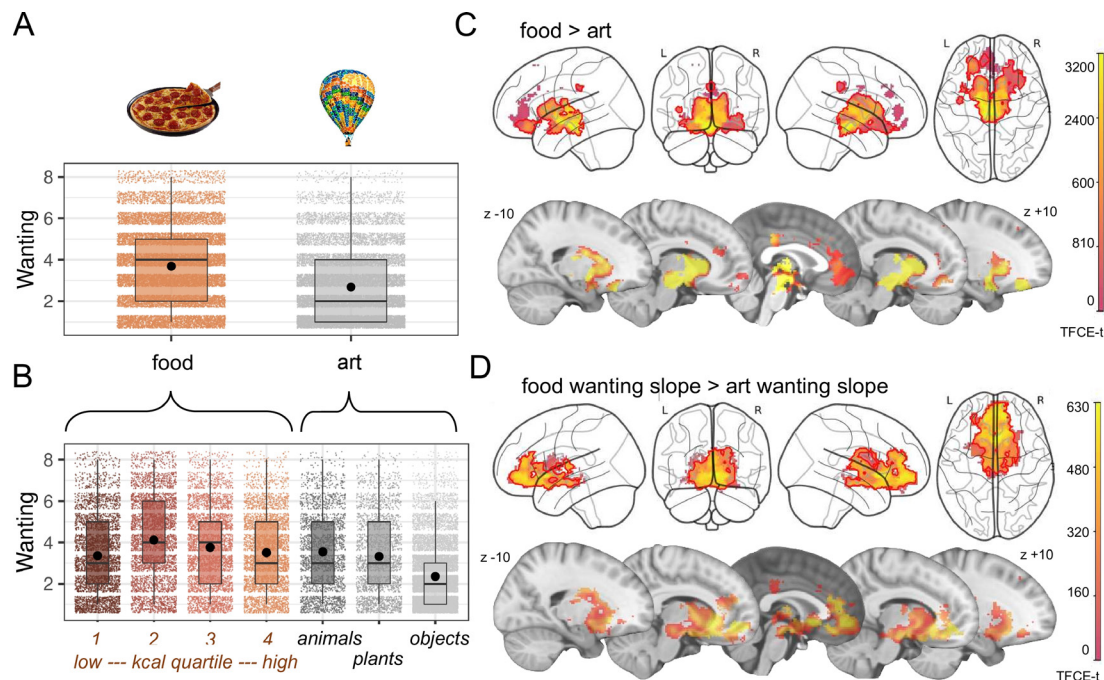 A
Wanting
8
6
4
2
food
art
B
Wanting
8
6
4
2
1
2
3
4
low --- kcal quartile --- high
animals
plants
objects
C
food > art
L
R
L
R
z -10
z +10
3200
2400
600
810
0
TFCE-t
D
food wanting slope > art wanting slope
L
R
L
R
z -10
z +10
630
480
320
160
0
TFCE-t